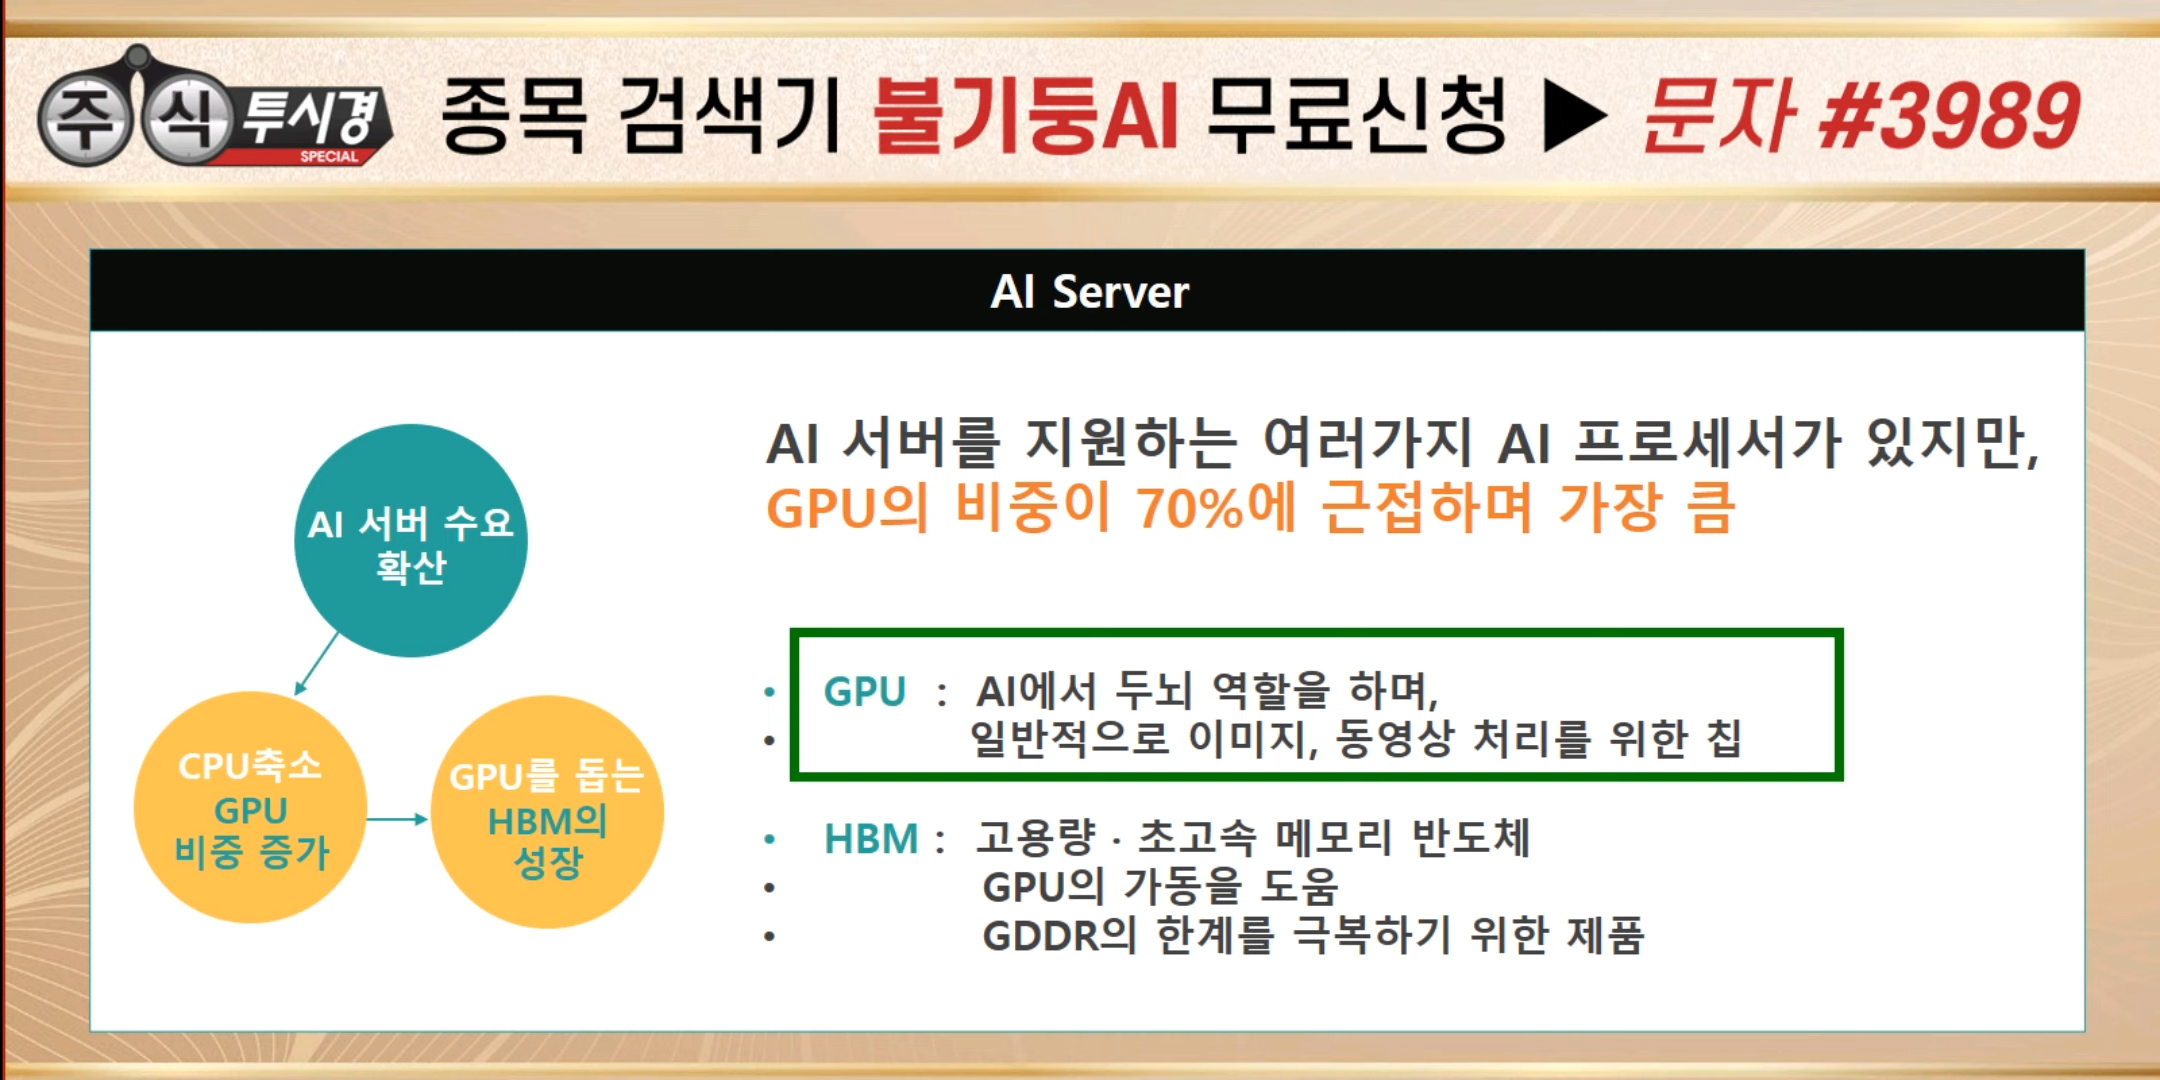 주식투시경
SPECIAL
종목 검색기 불기둥AI 무료신청 ▶ 문자 #3989
AI Server
AI 서버를 지원하는 여러가지 AI 프로세서가 있지만,
GPU의 비중이 70%에 근접하며 가장 큼
AI 서버 수요
확산
CPU축소
GPU
비중 증가
GPU를 돕는
HBM의
성장
• GPU : AI에서 두뇌 역할을 하며,
• 일반적으로 이미지, 동영상 처리를 위한 칩
• HBM : 고용량 · 초고속 메모리 반도체
• GPU의 가동을 도움
• GDDR의 한계를 극복하기 위한 제품